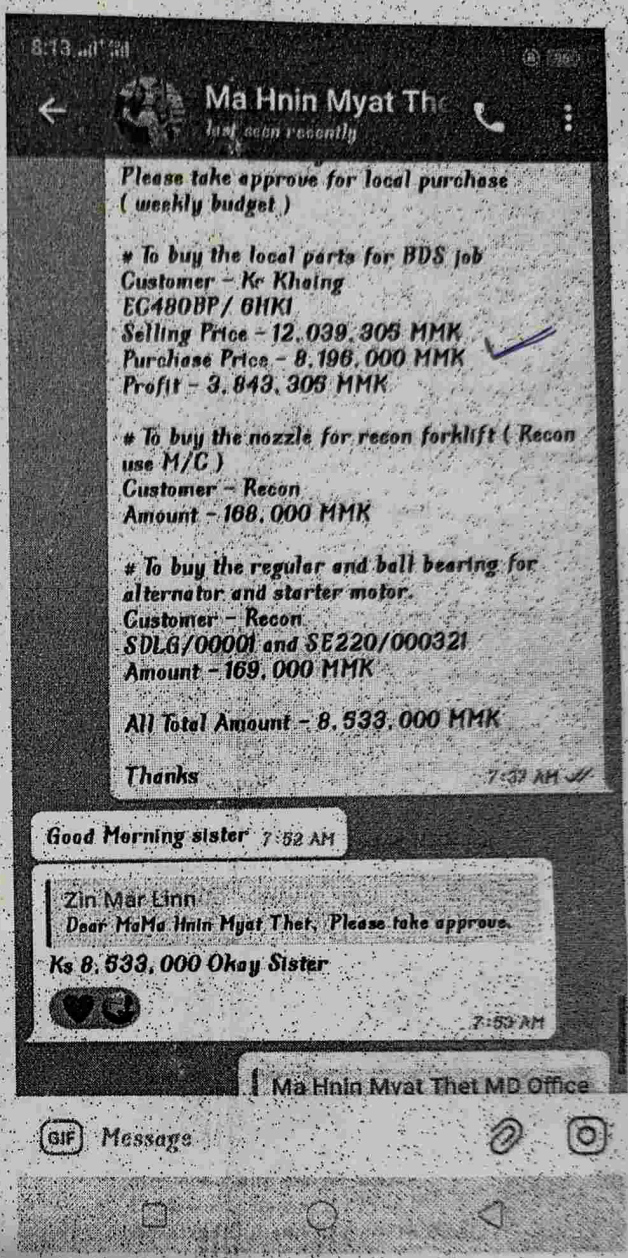 8:13
Ma Hnin Myat The
last seen recently
Please take approve for local purchase
( weekly budget )
# To buy the local parts for BDS job
Customer - Ko Khaing
EC480BP/ 6HK1
Selling Price - 12,039,305 MMK
Purchase Price - 8,196,000 MMK
Profit - 3,843,305 MMK
# To buy the nozzle for recon forklift ( Recon
use M/C )
Customer - Recon
Amount - 168,000 MMK
# To buy the regular and ball bearing for
alternator and starter motor.
Customer - Recon
SDLG/00001 and SE220/000321
Amount - 169,000 MMK
All Total Amount - 8,533,000 MMK
Thanks
7:37 AM
Good Morning sister 7:52 AM
Zin Mar Linn
Dear MaMa Hnin Myat Thet, Please take approve.
Ks 8,533,000 Okay Sister
7:53 AM
Ma Hnin Myat Thet MD Office
GIF Message